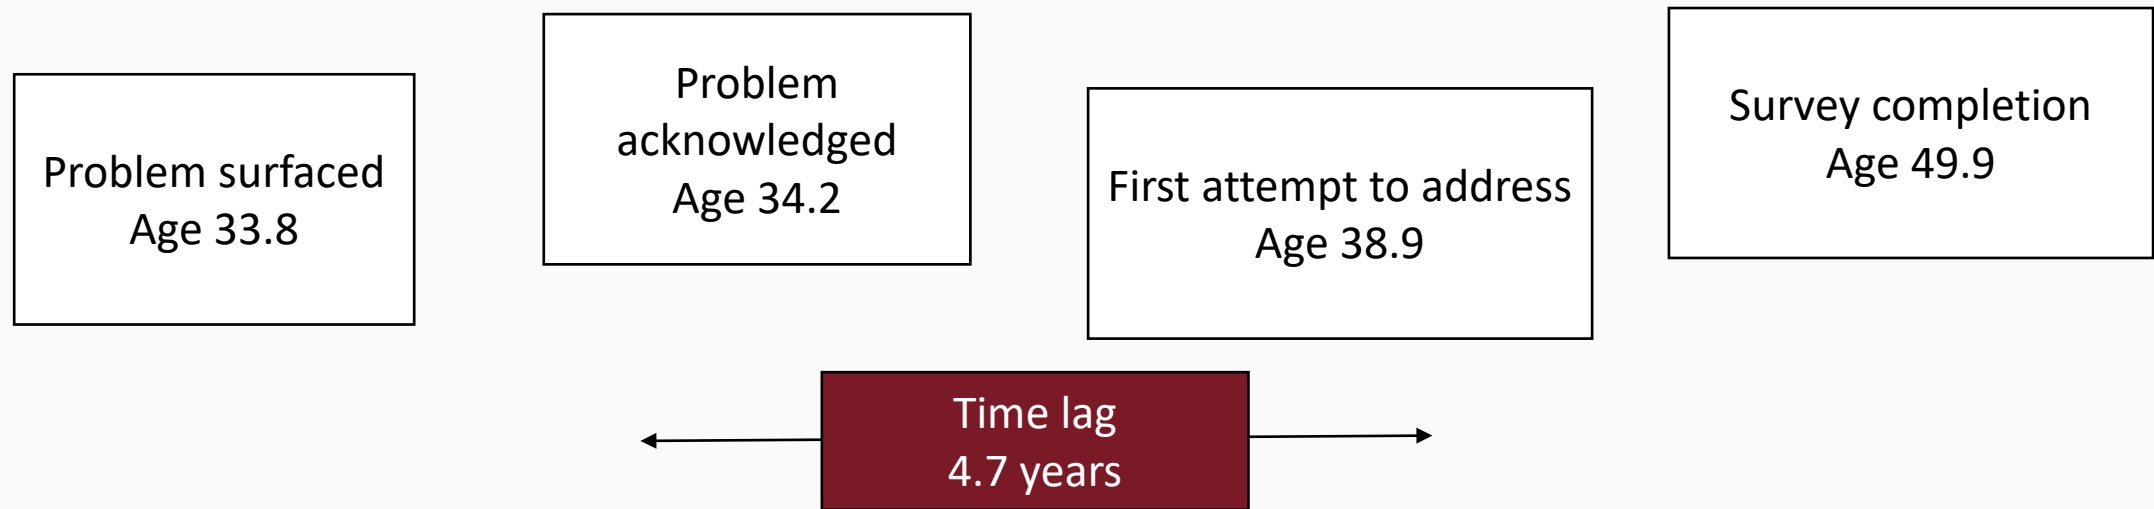 Problem surfaced
Age 33.8
Problem
acknowledged
Age 34.2
First attempt to address
Age 38.9
Survey completion
Age 49.9
Time lag
4.7 years